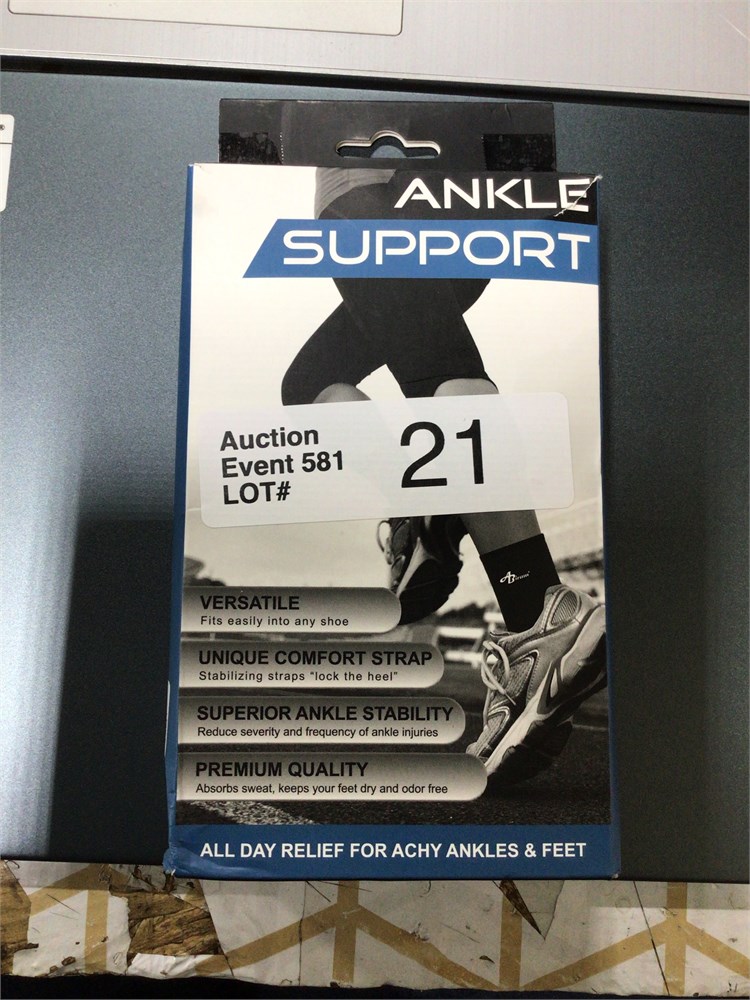 ANKLE
SUPPORT
Auction
Event 581
LOT#
21
VERSATILE
Fits easily into any shoe
UNIQUE COMFORT STRAP
Stabilizing straps "lock the heel"
SUPERIOR ANKLE STABILITY
Reduce severity and frequency of ankle injuries
PREMIUM QUALITY
Absorbs sweat, keeps your feet dry and odor free
ALL DAY RELIEF FOR ACHY ANKLES & FEET